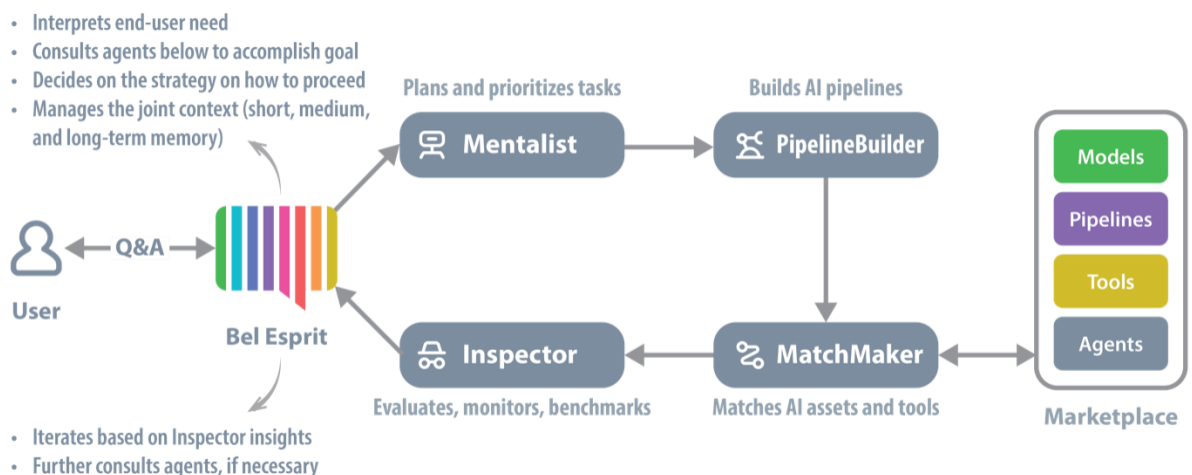 • Interprets end-user need
• Consults agents below to accomplish goal
• Decides on the strategy on how to proceed
• Manages the joint context (short, medium,
and long-term memory)
Plans and prioritizes tasks
Mentalist
Builds AI pipelines
PipelineBuilder
Models
Pipelines
Tools
Agents
Marketplace
Q&A
User
Bel Esprit
Inspector
Evaluates, monitors, benchmarks
MatchMaker
Matches AI assets and tools
• Iterates based on Inspector insights
• Further consults agents, if necessary